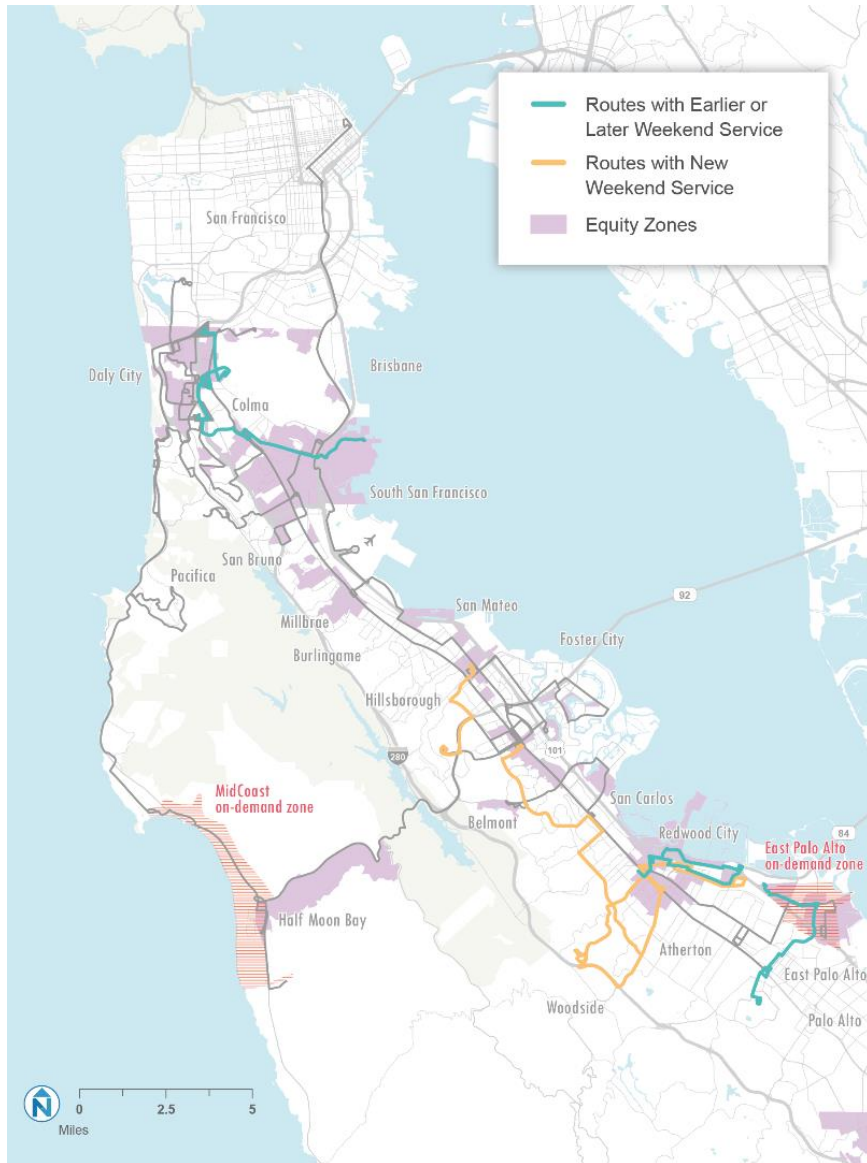 Routes with Earlier or
Later Weekend Service
Routes with New
Weekend Service
Equity Zones
San Francisco
Daly City
Brisbane
Colma
South San Francisco
San Bruno
Pacifica
Millbrae
San Mateo
92
Burlingame
Foster City
Hillsborough
280
101
MidCoast
on-demand zone
San Carlos
Belmont
Redwood City
84
East Palo Alto
on-demand zone
Half Moon Bay
Atherton
East Palo Alto
Woodside
Palo Alto
N
0 2.5 5
Miles